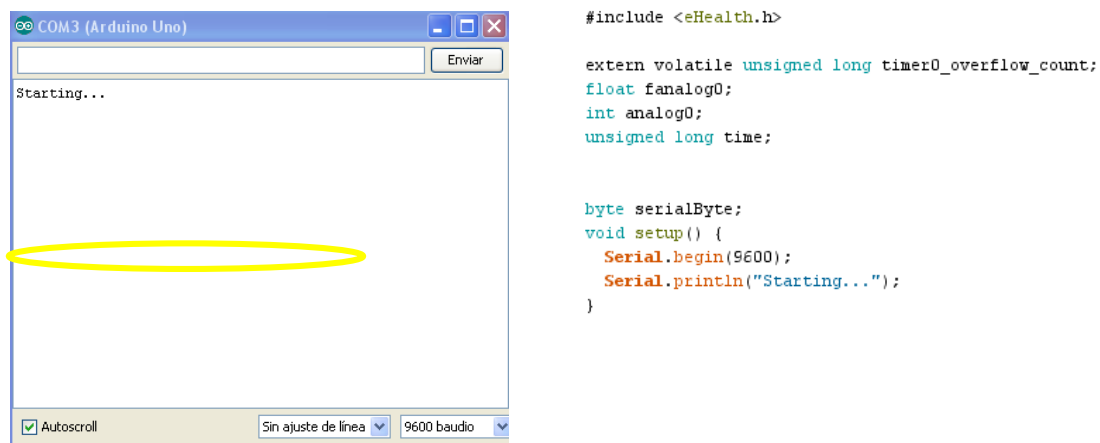 COM3 (Arduino Uno)
Enviar
Starting...
Autoscroll
Sin ajuste de línea
9600 baudio
#include <eHealth.h>
extern volatile unsigned long timer0_overflow_count;
float fanalog0;
int analog0;
unsigned long time;
byte serialByte;
void setup() {
Serial.begin(9600);
Serial.println("Starting...");
}